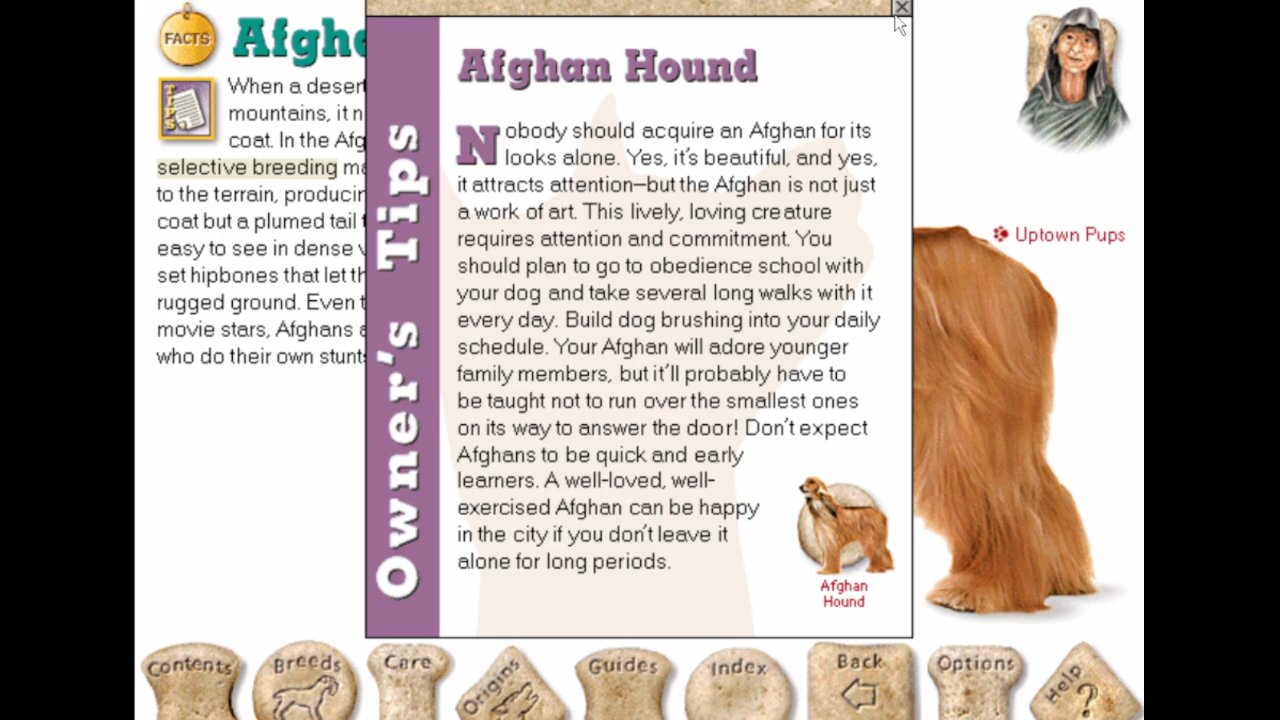 FACTS
Afgh
TIPS
When a desert
mountains, it n
coat. In the Afg
selective breeding
to the terrain, producin
coat but a plumed tail
easy to see in dense
set hipbones that let th
rugged ground. Even
movie stars, Afghans
who do their own stunt
Owner's Tips
Afghan Hound
Nobody should acquire an Afghan for its
looks alone. Yes, it's beautiful, and yes,
it attracts attention—but the Afghan is not just
a work of art. This lively, loving creature
requires attention and commitment. You
should plan to go to obedience school with
your dog and take several long walks with it
every day. Build dog brushing into your daily
schedule. Your Afghan will adore younger
family members, but it'll probably have to
be taught not to run over the smallest ones
on its way to answer the door! Don't expect
Afghans to be quick and early
learners. A well-loved, well-
exercised Afghan can be happy
in the city if you don't leave it
alone for long periods.
Afghan
Hound
Uptown Pups
Contents
Breeds
Care
Origins
Guides
Index
Back
Options
Help
?